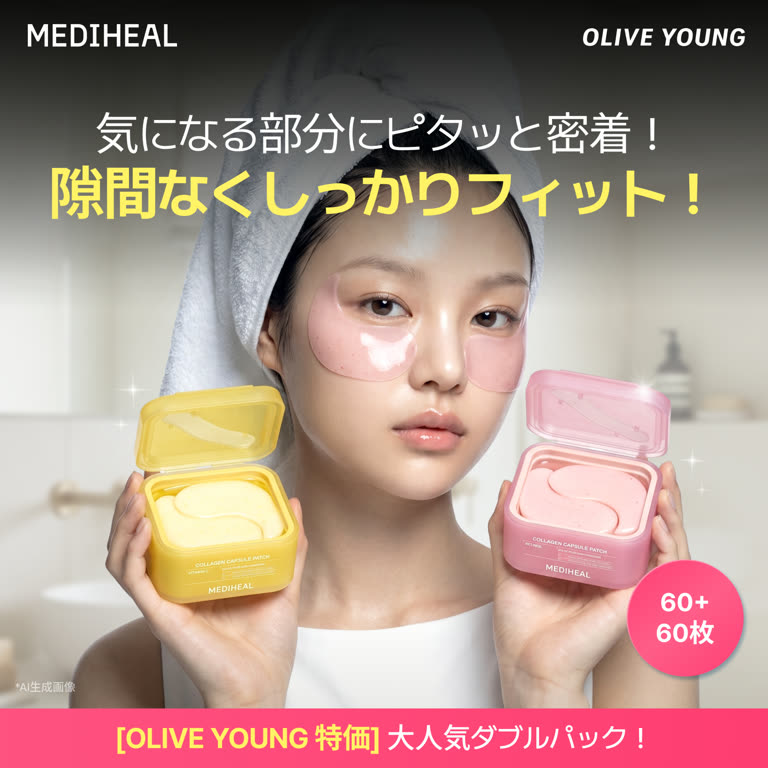 MEDIHEAL
OLIVE YOUNG
気になる部分にピタッと密着！
隙間なくしっかりフィット！
COLLAGEN CAPSULE PATCH
MEDIHEAL
COLLAGEN CAPSULE PATCH
MEDIHEAL
60+
60枚
*AI生成画像
[OLIVE YOUNG 特価] 大人気ダブルパック！